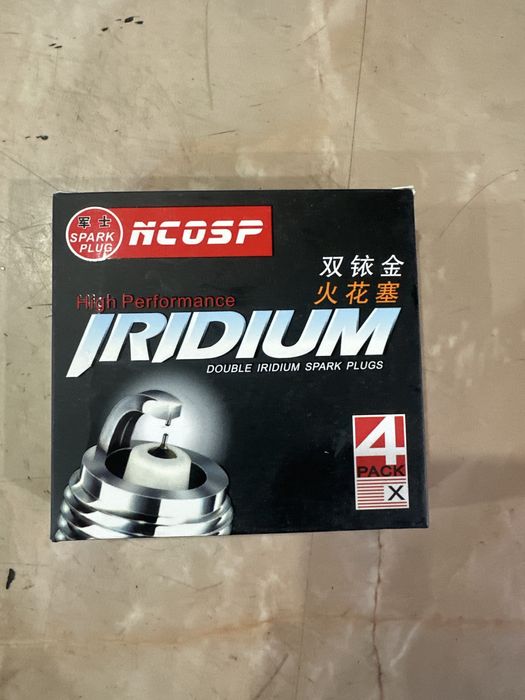 军士
SPARK
PLUG
NCOSP
双铱金
火花塞
High Performance
IRIDIUM
DOUBLE IRIDIUM SPARK PLUGS
4
PACK
X